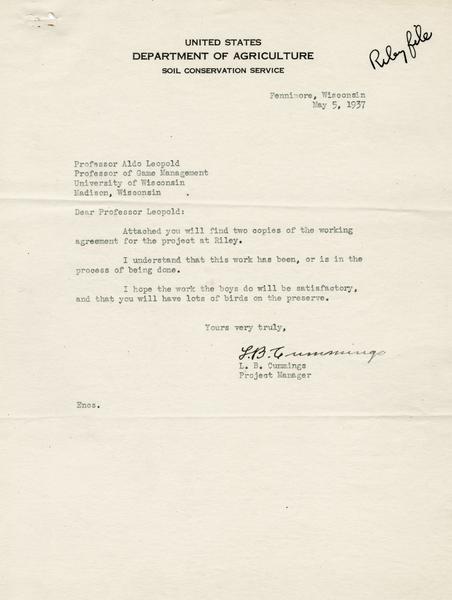 UNITED STATES
DEPARTMENT OF AGRICULTURE
SOIL CONSERVATION SERVICE
Riley file
Fennimore, Wisconsin
May 5, 1937
Professor Aldo Leopold
Professor of Game Management
University of Wisconsin
Madison, Wisconsin .
Dear Professor Leopold:
Attached you will find two copies of the working
agreement for the project at Riley.
I understand that this work has been, or is in the
process of being done.
I hope the work the boys do will be satisfactory,
and that you will have lots of birds on the preserve.
Yours very truly,
L.B. Cummings
L. B. Cummings
Project Manager
Encs.